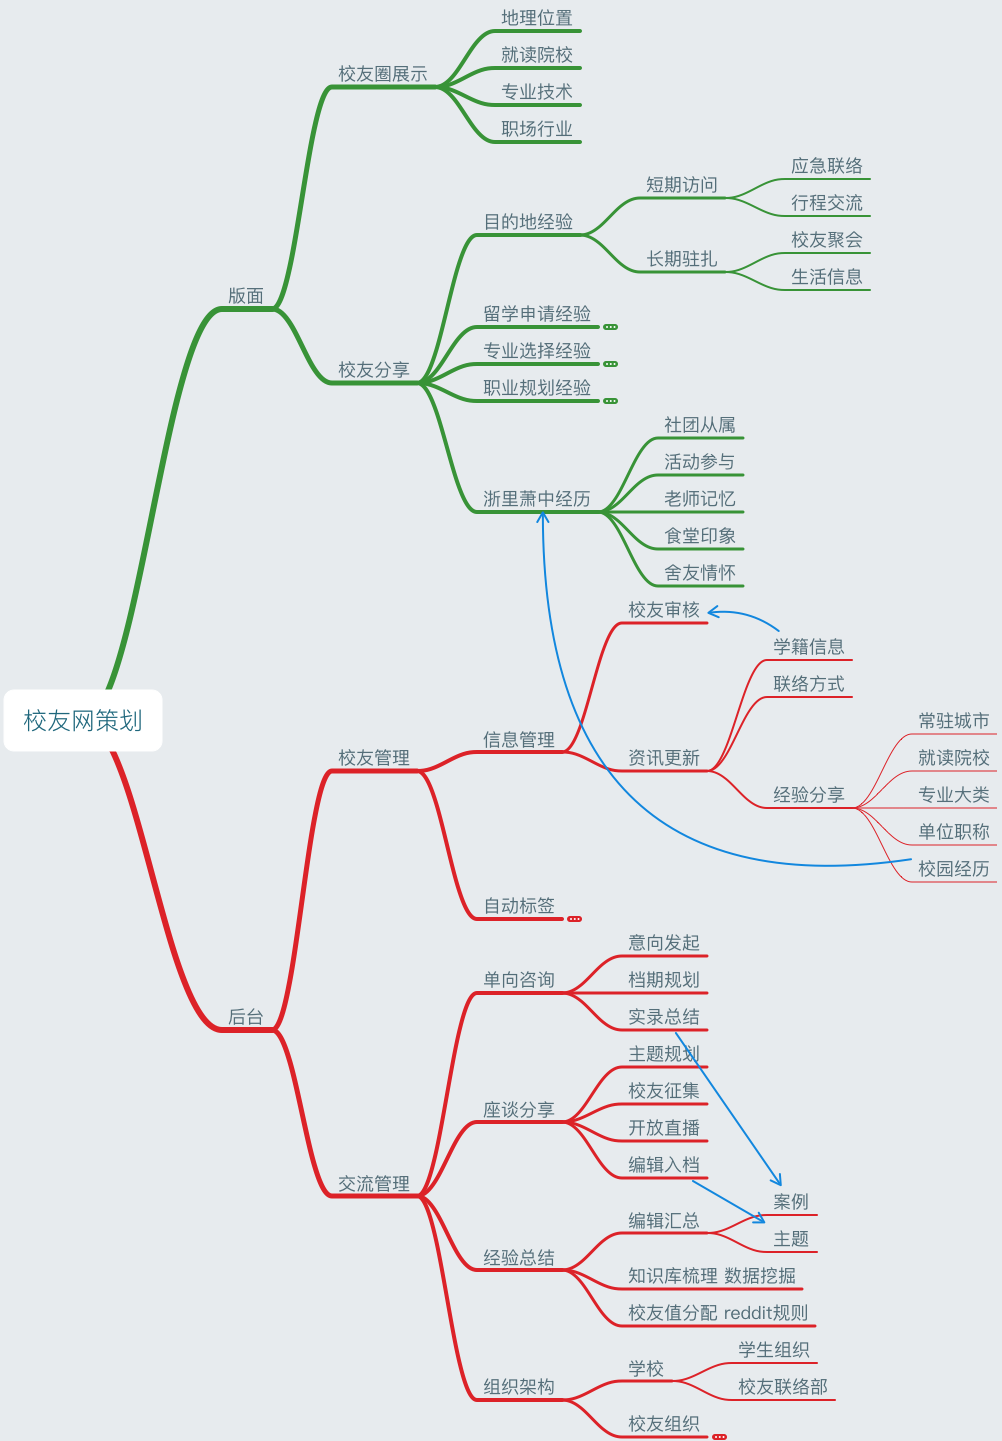 地理位置
就读院校
校友圈展示
专业技术
职场行业
应急联络
短期访问
行程交流
目的地经验
校友聚会
长期驻扎
生活信息
版面
留学申请经验
专业选择经验
校友分享
职业规划经验
社团从属
活动参与
浙里萧中经历
老师记忆
食堂印象
舍友情怀
校友审核
学籍信息
联络方式
校友网策划
常驻城市
信息管理
校友管理
资讯更新
就读院校
经验分享
专业大类
单位职称
校园经历
自动标签
意向发起
单向咨询
档期规划
后台
实录总结
主题规划
校友征集
座谈分享
开放直播
编辑入档
交流管理
案例
编辑汇总
主题
经验总结
知识库梳理 数据挖掘
校友值分配 reddit规则
学生组织
学校
组织架构
校友联络部
校友组织